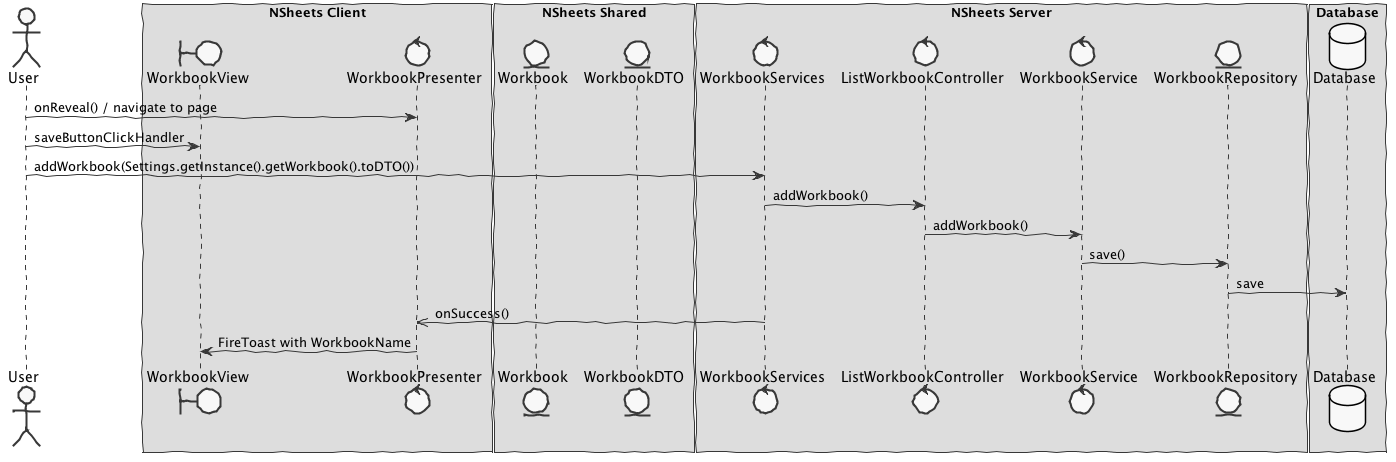 NSheets Client NSheets Shared NSheets Server Database
User WorkbookView WorkbookPresenter Workbook WorkbookDTO WorkbookServices ListWorkbookController WorkbookService WorkbookRepository Database
onReveal() / navigate to page
saveButtonClickHandler
addWorkbook(Settings.getInstance().getWorkbook().toDTO())
addWorkbook()
addWorkbook()
save()
save
onSuccess()
FireToast with WorkbookName
User WorkbookView WorkbookPresenter Workbook WorkbookDTO WorkbookServices ListWorkbookController WorkbookService WorkbookRepository Database